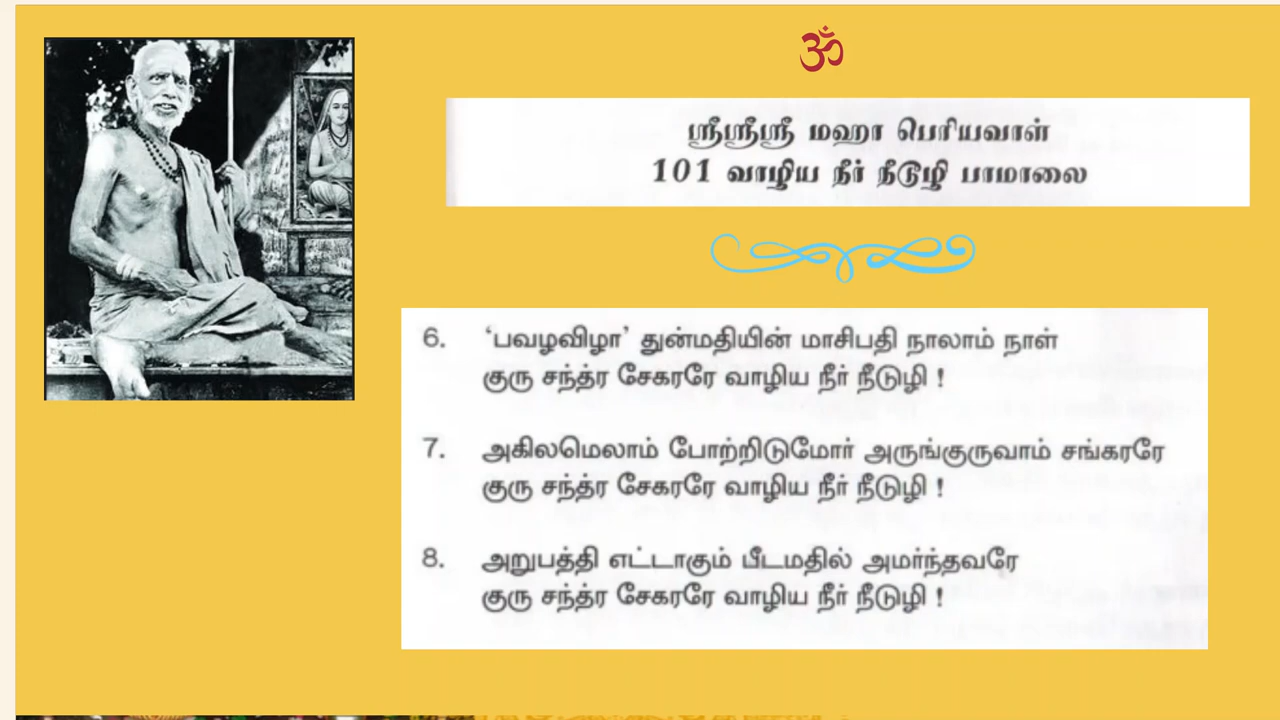 ॐ
ஸ்ரீஸ்ரீஸ்ரீ மஹா பெரியவாள்
101 வாழிய நீர் நீடுழி பாமாலை
6. ‘பவழவிழா’ துன்மதியின் மாசிபதி நாலாம் நாள்
குரு சந்த்ர சேகரரே வாழிய நீர் நீடுழி !
7. அகிலமெலாம் போற்றிடுமோர் அருங்குருவாம் சங்கரரே
குரு சந்த்ர சேகரரே வாழிய நீர் நீடுழி !
8. அறுபத்தி எட்டாகும் பீடமதில் அமர்ந்தவரே
குரு சந்த்ர சேகரரே வாழிய நீர் நீடுழி !